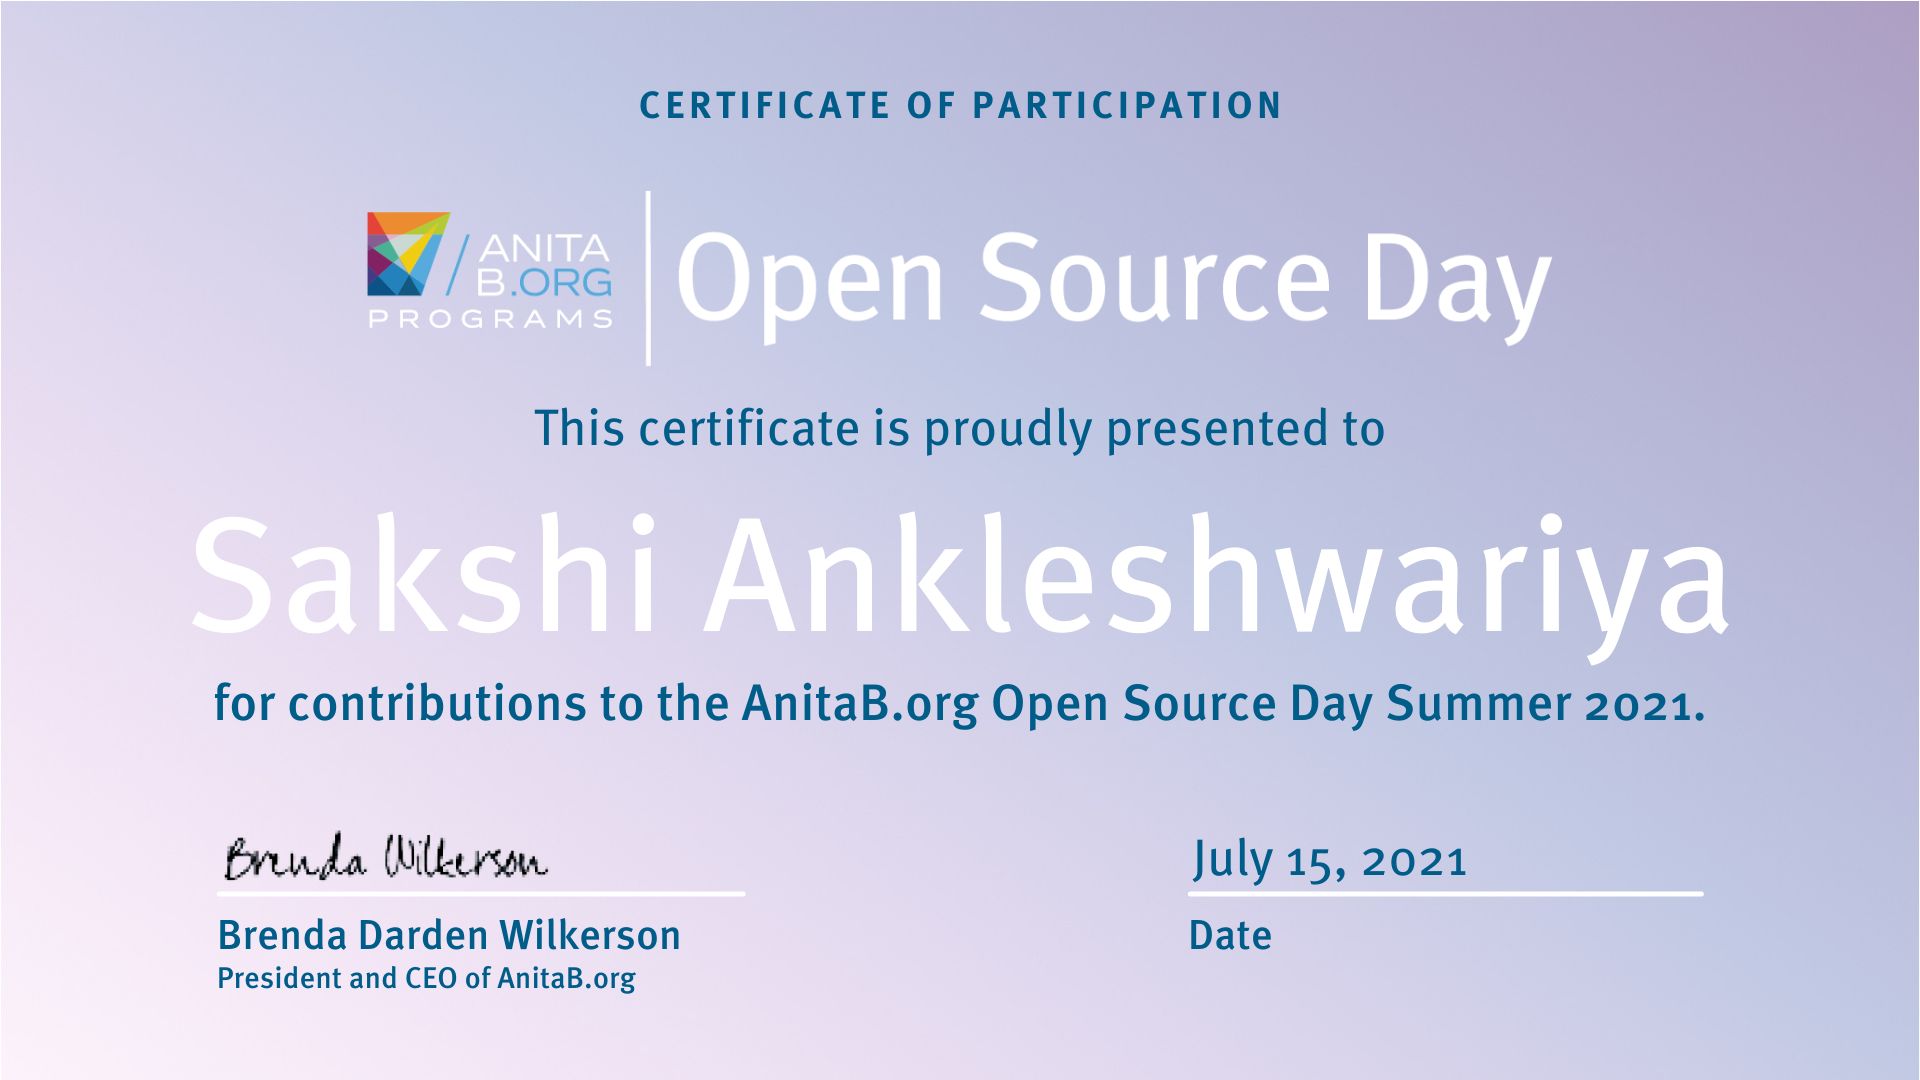 CERTIFICATE OF PARTICIPATION
ANITA
B.ORG
PROGRAMS
Open Source Day
This certificate is proudly presented to
Sakshi Ankleshwariya
for contributions to the AnitaB.org Open Source Day Summer 2021.
Brenda Wilkerson
July 15, 2021
Brenda Darden Wilkerson
Date
President and CEO of AnitaB.org